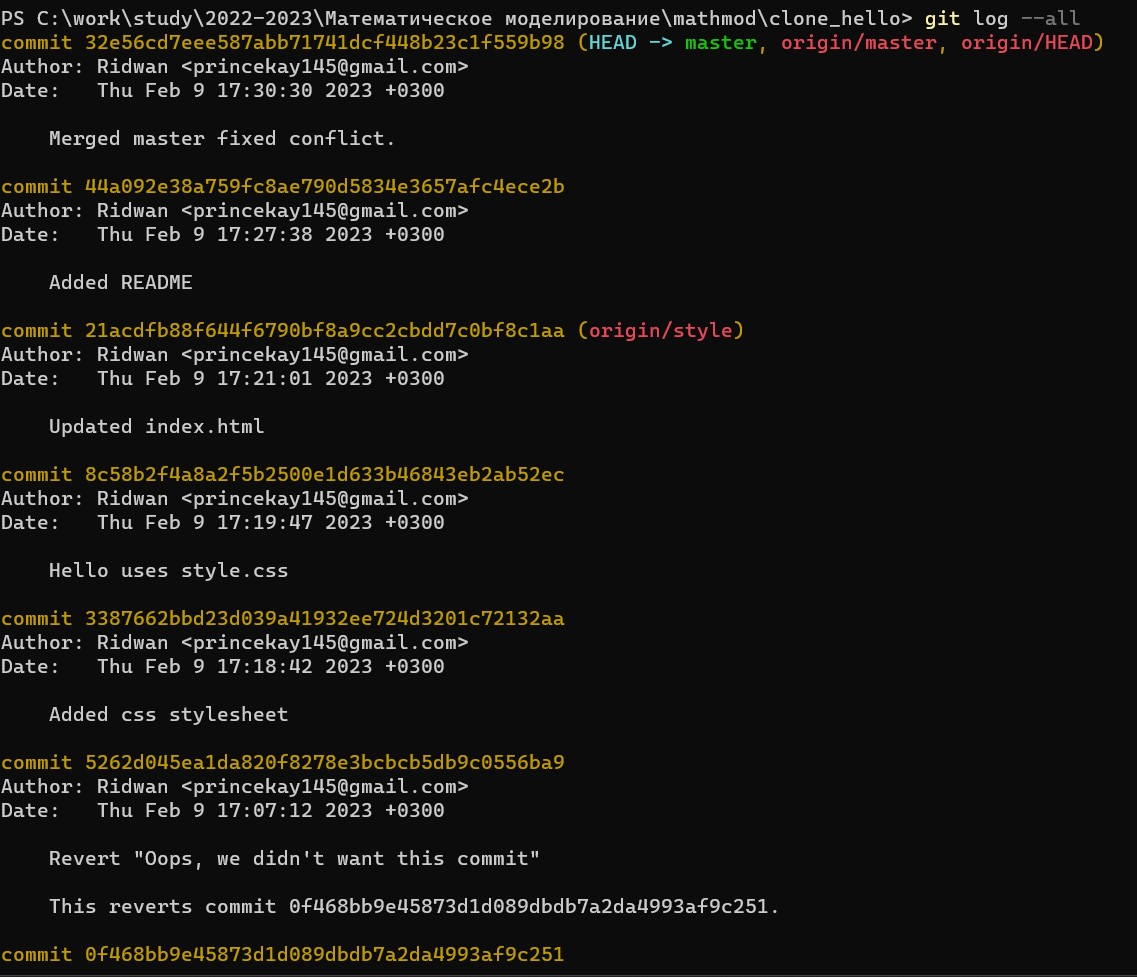 PS C:\work\study\2022-2023\Математическое моделирование\mathmod\clone_hello> git log --all
commit 32e56cd7eee587abb71741dcf448b23c1f559b98 (HEAD -> master, origin/master, origin/HEAD)
Author: Ridwan <princekay145@gmail.com>
Date:   Thu Feb 9 17:30:30 2023 +0300
    Merged master fixed conflict.
commit 44a092e38a759fc8ae790d5834e3657afc4ece2b
Author: Ridwan <princekay145@gmail.com>
Date:   Thu Feb 9 17:27:38 2023 +0300
    Added README
commit 21acdfb88f644f6790bf8a9cc2cbdd7c0bf8c1aa (origin/style)
Author: Ridwan <princekay145@gmail.com>
Date:   Thu Feb 9 17:21:01 2023 +0300
    Updated index.html
commit 8c58b2f4a8a2f5b2500e1d633b46843eb2ab52ec
Author: Ridwan <princekay145@gmail.com>
Date:   Thu Feb 9 17:19:47 2023 +0300
    Hello uses style.css
commit 3387662bbd23d039a41932ee724d3201c72132aa
Author: Ridwan <princekay145@gmail.com>
Date:   Thu Feb 9 17:18:42 2023 +0300
    Added css stylesheet
commit 5262d045ea1da820f8278e3bcbcb5db9c0556ba9
Author: Ridwan <princekay145@gmail.com>
Date:   Thu Feb 9 17:07:12 2023 +0300
    Revert "Oops, we didn't want this commit"
    This reverts commit 0f468bb9e45873d1d089dbdb7a2da4993af9c251.
commit 0f468bb9e45873d1d089dbdb7a2da4993af9c251